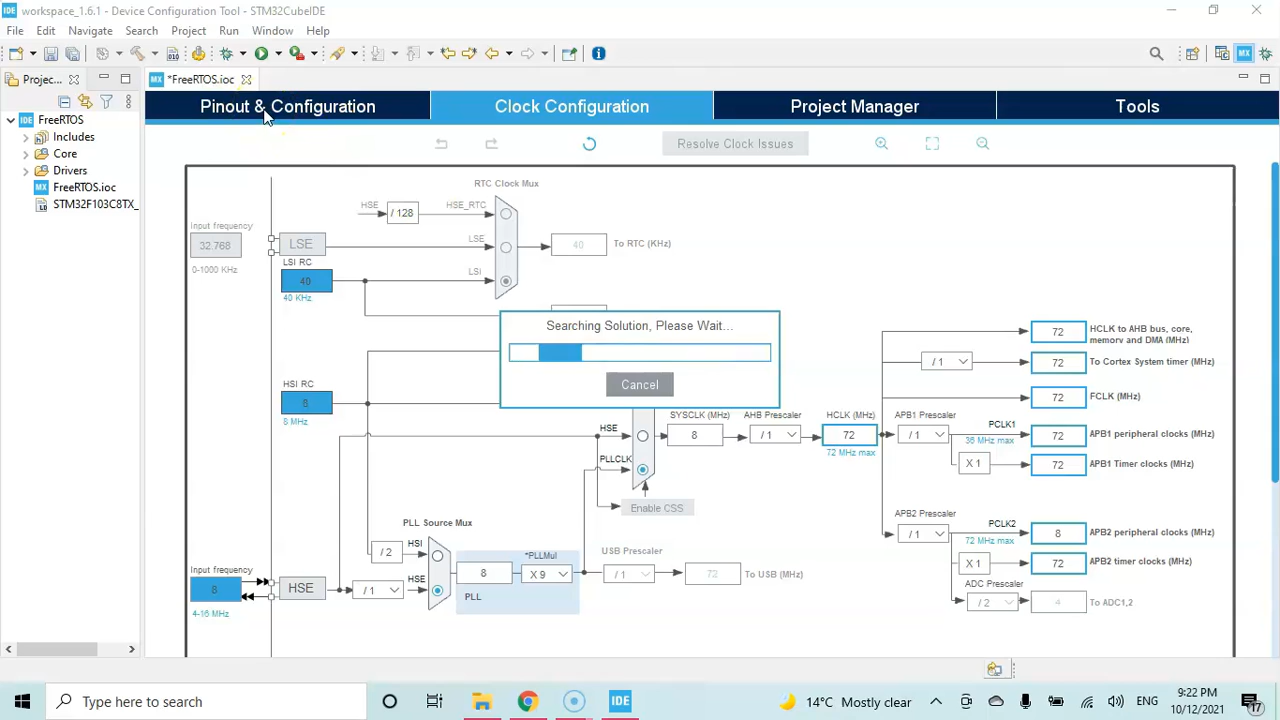 workspace_1.6.1 - Device Configuration Tool - STM32CubeIDE
File Edit Navigate Search Project Run Window Help
Projec...
*FreeRTOS.ioc
Pinout & Configuration
Clock Configuration
Project Manager
Tools
FreeRTOS
Includes
Core
Drivers
FreeRTOS.ioc
STM32F103C8TX_
Resolve Clock Issues
RTC Clock Mux
HSE
/ 128
HSE_RTC
Input frequency
32.768
0-1000 KHz
LSE
LSE
40
To RTC (KHz)
LSI RC
40
40 KHz
LSI
Searching Solution, Please Wait...
Cancel
HSI RC
8
8 MHz
72
HCLK to AHB bus, core,
memory and DMA (MHz)
/ 1
72
To Cortex System timer (MHz)
72
FCLK (MHz)
HSE
PLLCLK
Enable CSS
SYSCLK (MHz)
8
AHB Prescaler
/ 1
HCLK (MHz)
72
72 MHz max
APB1 Prescaler
/ 1
PCLK1
36 MHz max
72
APB1 peripheral clocks (MHz)
X 1
72
APB1 Timer clocks (MHz)
APB2 Prescaler
/ 1
PCLK2
72 MHz max
8
APB2 peripheral clocks (MHz)
X 1
72
APB2 timer clocks (MHz)
ADC Prescaler
/ 2
4
To ADC1,2
PLL Source Mux
HSI
/ 2
Input frequency
8
4-16 MHz
HSE
/ 1
HSE
8
*PLLMul
X 9
PLL
USB Prescaler
/ 1
72
To USB (MHz)
Type here to search
IDE
14°C Mostly clear
ENG
9:22 PM
10/12/2021
17